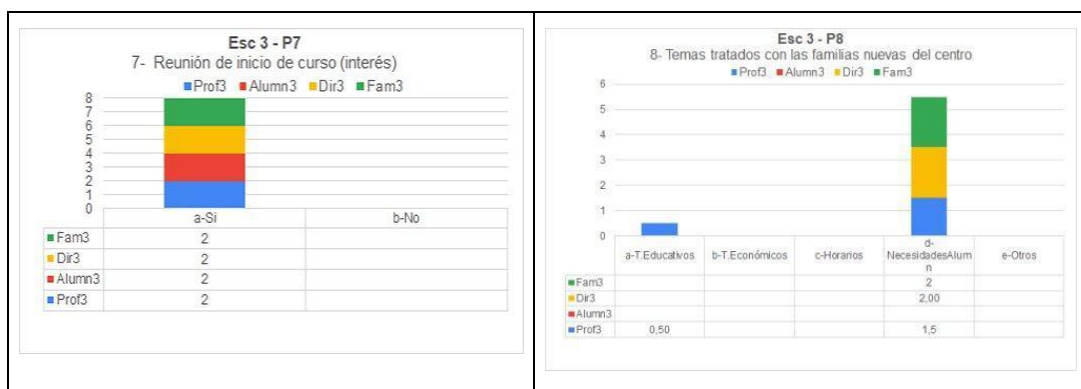 Esc 3 - P7
7- Reunión de inicio de curso (interés)
Prof3 Alumn3 Dir3 Fam3
8
7
6
5
4
3
2
1
0
a-Si b-No
Fam3 2
Dir3 2
Alumn3 2
Prof3 2
Esc 3 - P8
8- Temas tratados con las familias nuevas del centro
Prof3 Alumn3 Dir3 Fam3
6
5
4
3
2
1
0
a-T.Educativos b-T.Económicos c-Horarios d-NecesidadesAlumn e-Otros
Fam3 2
Dir3 2,00
Alumn3
Prof3 0,50 1,5